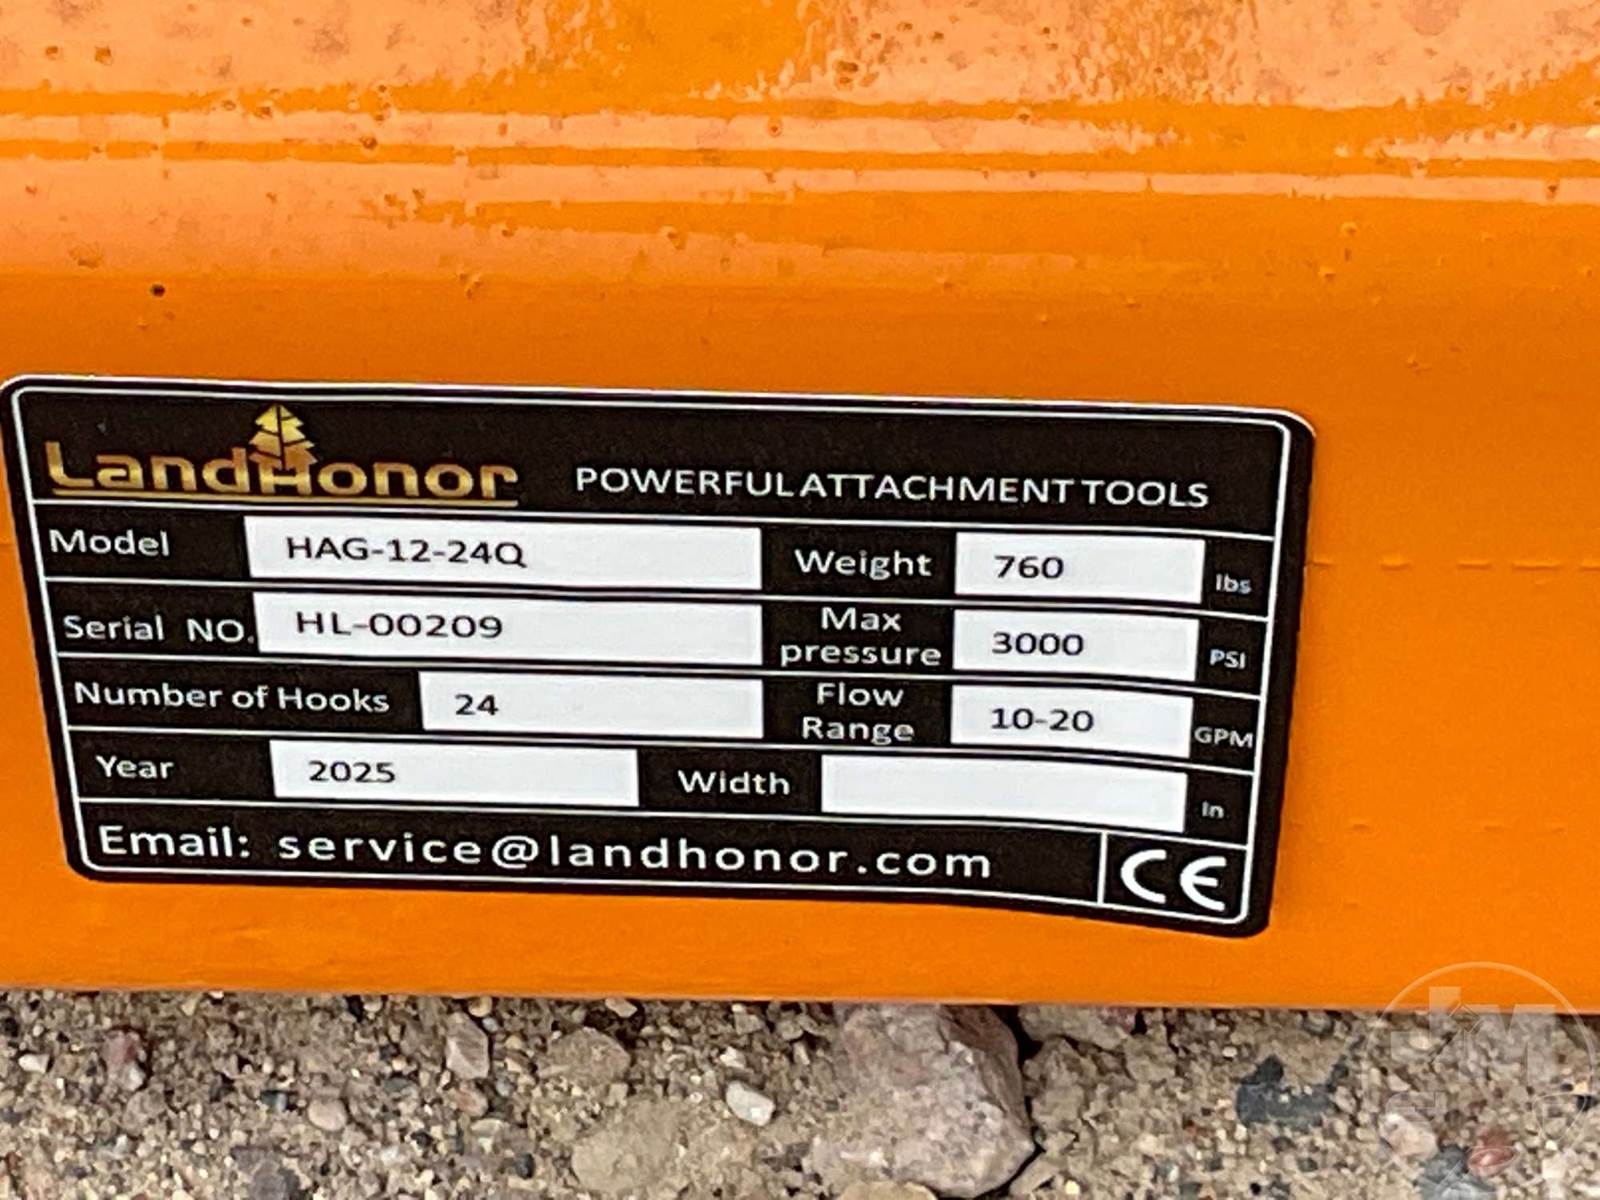 LandHonor POWERFUL ATTACHMENT TOOLS
Model HAG-12-24Q Weight 760 lbs
Serial NO. HL-00209 Max pressure 3000 PSI
Number of Hooks 24 Flow Range 10-20 GPM
Year 2025 Width In
Email: service@landhonor.com CE
JM